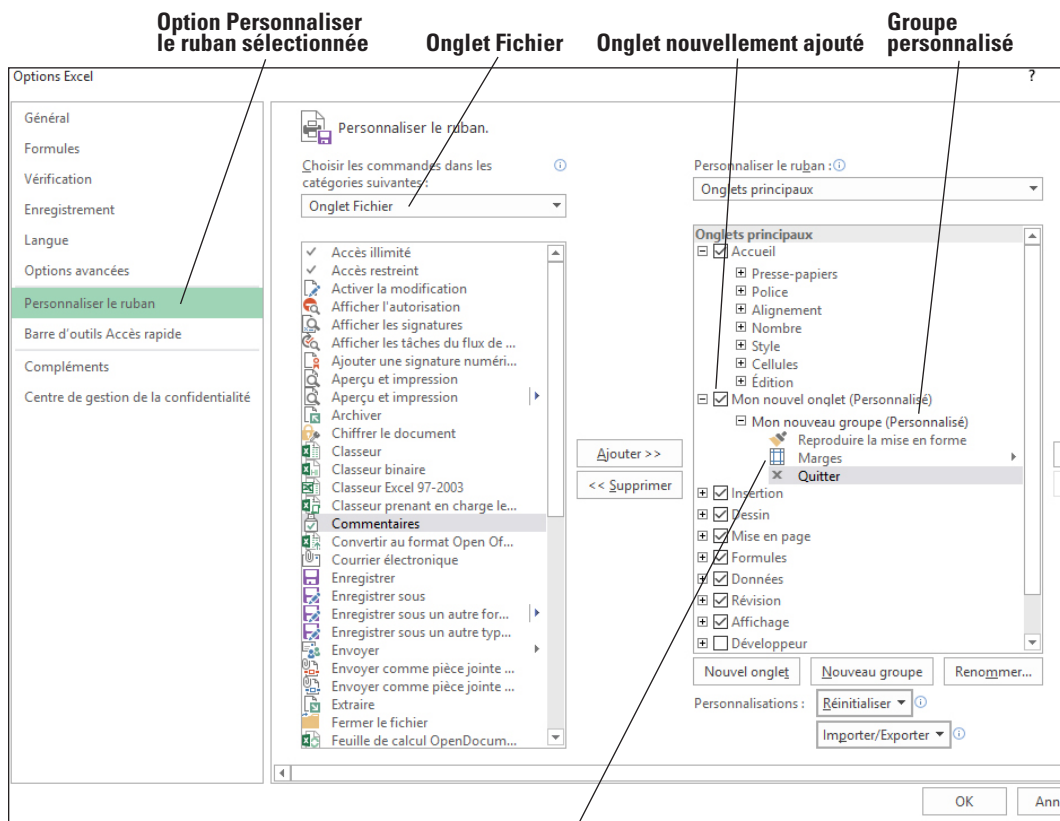 Option Personnaliser
le ruban sélectionnée
Onglet Fichier
Onglet nouvellement ajouté
Groupe
personnalisé
Options Excel
?
Général
Formules
Vérification
Enregistrement
Langue
Options avancées
Personnaliser le ruban
Barre d'outils Accès rapide
Compléments
Centre de gestion de la confidentialité
Personnaliser le ruban.
Choisir les commandes dans les
catégories suivantes :
Onglet Fichier
Accès illimité
Accès restreint
Activer la modification
Afficher l'autorisation
Afficher les signatures
Afficher les tâches du flux de ...
Ajouter une signature numéri...
Aperçu et impression
Aperçu et impression
Archiver
Chiffrer le document
Classeur
Classeur binaire
Classeur Excel 97-2003
Classeur prenant en charge le...
Commentaires
Convertir au format Open Of...
Courrier électronique
Enregistrer
Enregistrer sous
Enregistrer sous un autre for...
Enregistrer sous un autre typ...
Envoyer
Envoyer comme pièce jointe ...
Envoyer comme pièce jointe ...
Extraire
Fermer le fichier
Feuille de calcul OpenDocum...
Ajouter >>
<< Supprimer
Personnaliser le ruban :
Onglets principaux
Onglets principaux
Accueil
Presse-papiers
Police
Alignement
Nombre
Style
Cellules
Édition
Mon nouvel onglet (Personnalisé)
Mon nouveau groupe (Personnalisé)
Reproduire la mise en forme
Marges
Quitter
Insertion
Dessin
Mise en page
Formules
Données
Révision
Affichage
Développeur
Nouvel onglet
Nouveau groupe
Renommer...
Personnalisations :
Réinitialiser
Importer/Exporter
OK
Ann